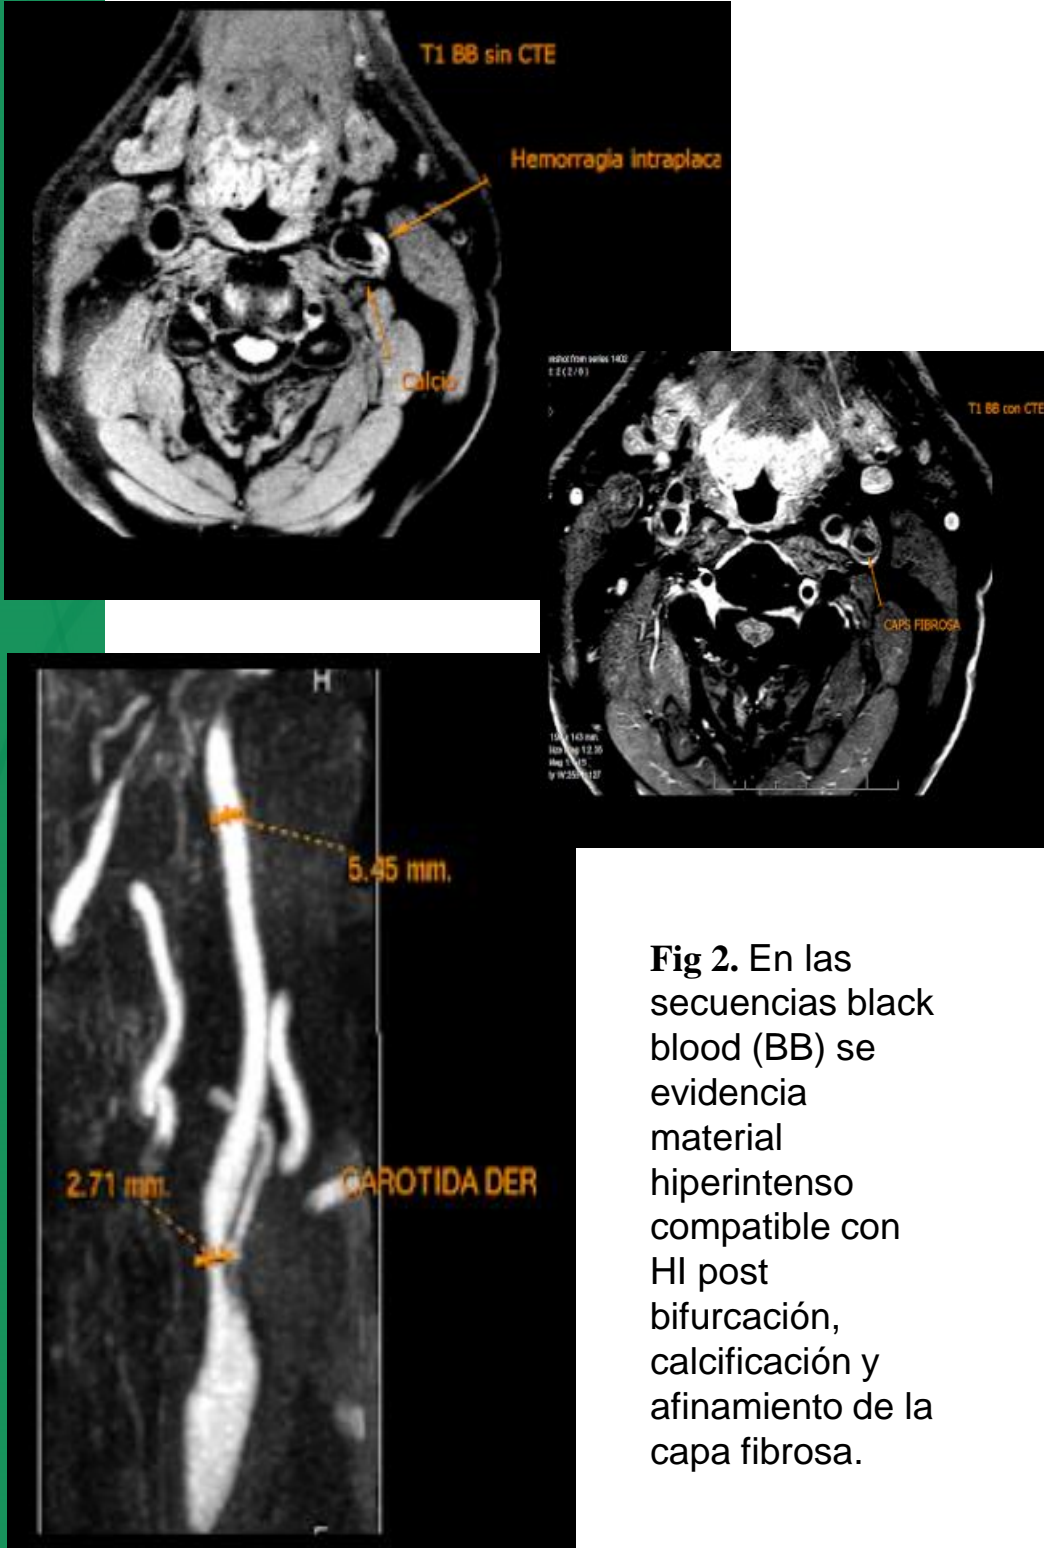 T1 BB sin CTE
Hemorragia intraplaca
Calcio
T1 BB con CTE
CAPS FIBROSA
H
5.45 mm.
2.71 mm.
CAROTIDA DER
Fig 2. En las
secuencias black
blood (BB) se
evidencia
material
hiperintenso
compatible con
HI post
bifurcación,
calcificación y
afinamiento de la
capa fibrosa.